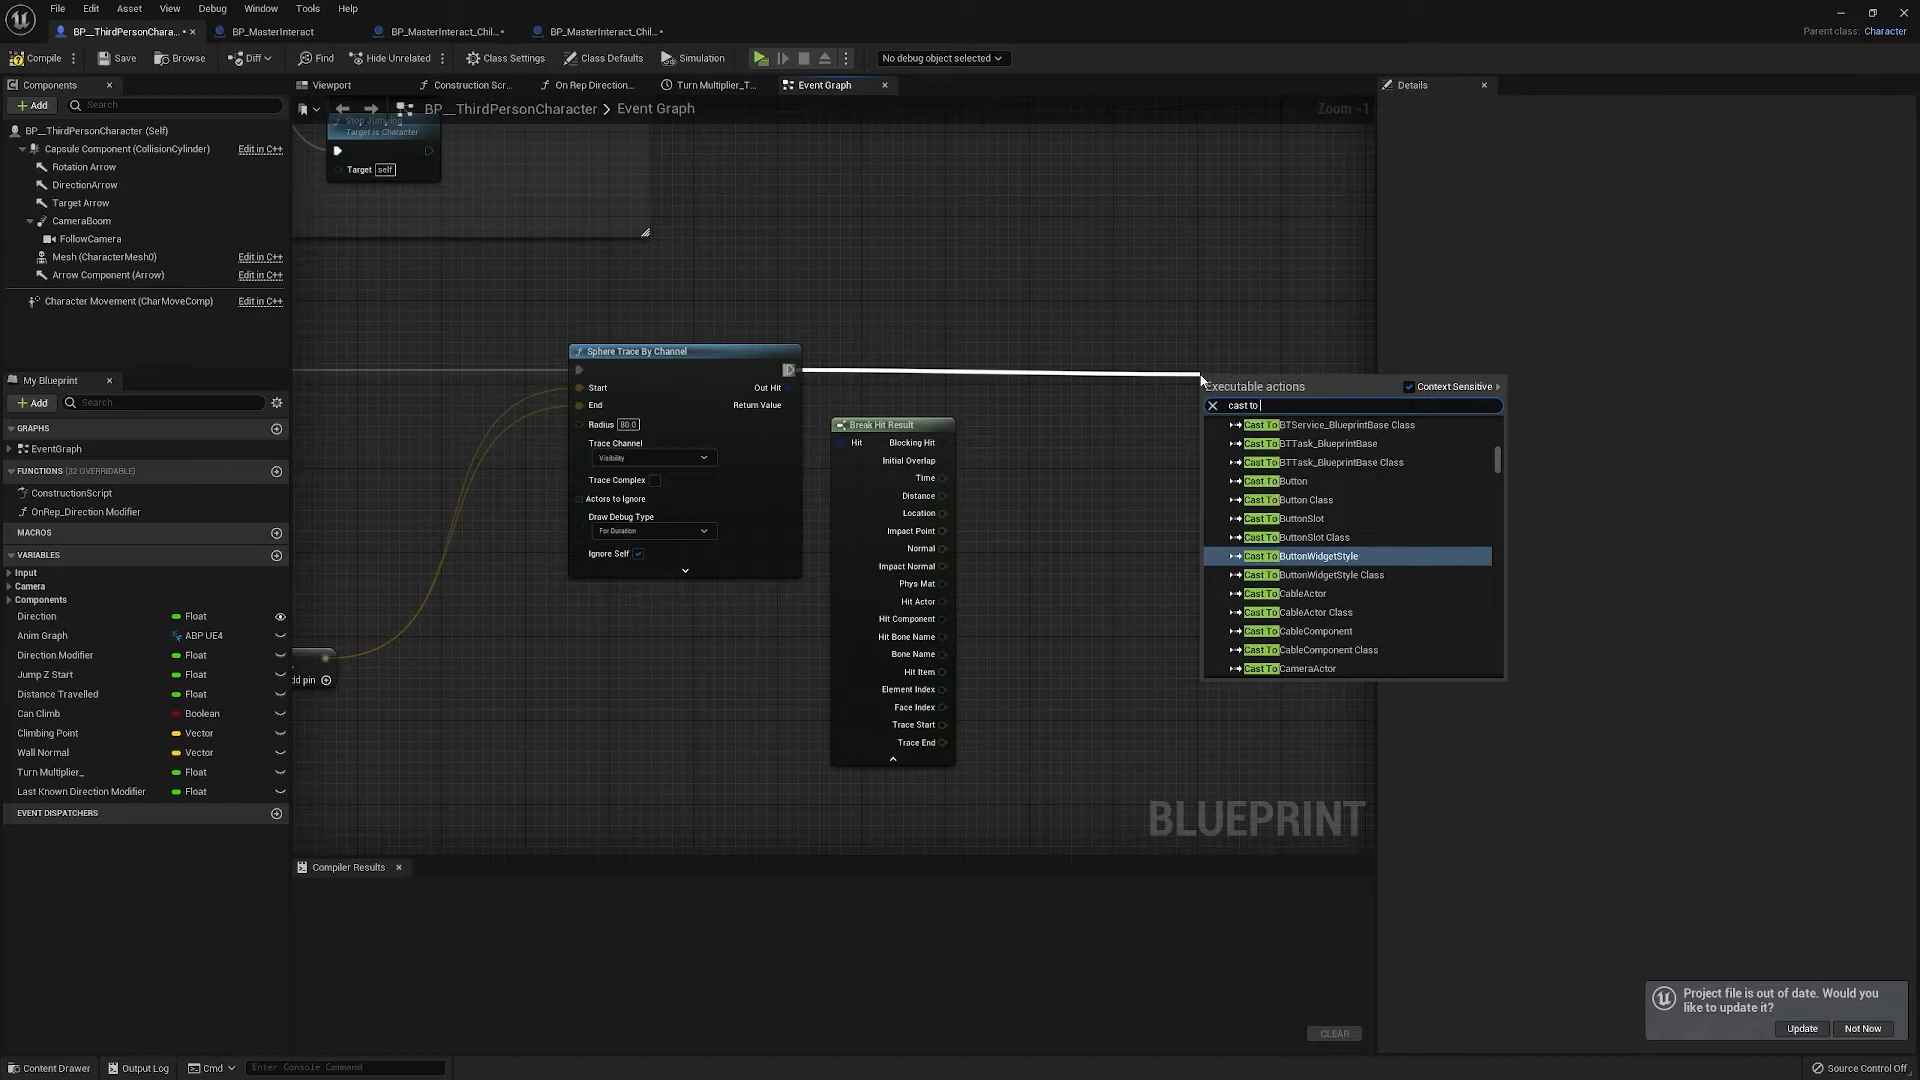 File Edit Asset View Debug Window Tools Help
BP__ThirdPersonChara... • BP_MasterInteract BP_MasterInteract_Chil... • BP_MasterInteract_Chil... •
Parent class: Character
Compile Save Browse Diff Find Hide Unrelated Class Settings Class Defaults Simulation No debug object selected
Components
Add Search
BP__ThirdPersonCharacter (Self)
Capsule Component (CollisionCylinder) Edit in C++
Rotation Arrow
DirectionArrow
Target Arrow
CameraBoom
FollowCamera
Mesh (CharacterMesh0) Edit in C++
Arrow Component (Arrow) Edit in C++
Character Movement (CharMoveComp) Edit in C++
My Blueprint
Add Search
GRAPHS
EventGraph
FUNCTIONS (32 OVERRIDABLE)
ConstructionScript
OnRep_Direction Modifier
MACROS
VARIABLES
Input
Camera
Components
Direction Float
Anim Graph ABP UE4
Direction Modifier Float
Jump Z Start Float
Distance Travelled Float
Can Climb Boolean
Climbing Point Vector
Wall Normal Vector
Turn Multiplier_ Float
Last Known Direction Modifier Float
EVENT DISPATCHERS
Viewport Construction Scr... On Rep Direction... Turn Multiplier_T... Event Graph
BP__ThirdPersonCharacter > Event Graph
Zoom -1
Stop Jumping
Target is Character
Target self
dd pin
Sphere Trace By Channel
Start Out Hit
End Return Value
Radius 80.0
Trace Channel
Visibility
Trace Complex
Actors to Ignore
Draw Debug Type
For Duration
Ignore Self
Break Hit Result
Hit Blocking Hit
Initial Overlap
Time
Distance
Location
Impact Point
Normal
Impact Normal
Phys Mat
Hit Actor
Hit Component
Hit Bone Name
Bone Name
Hit Item
Element Index
Face Index
Trace Start
Trace End
Executable actions Context Sensitive
cast to
Cast To BTService_BlueprintBase Class
Cast To BTTask_BlueprintBase
Cast To BTTask_BlueprintBase Class
Cast To Button
Cast To Button Class
Cast To ButtonSlot
Cast To ButtonSlot Class
Cast To ButtonWidgetStyle
Cast To ButtonWidgetStyle Class
Cast To CableActor
Cast To CableActor Class
Cast To CableComponent
Cast To CableComponent Class
Cast To CameraActor
BLUEPRINT
Compiler Results
CLEAR
Details
Project file is out of date. Would you
like to update it?
Update Not Now
Content Drawer Output Log Cmd Enter Console Command Source Control Off